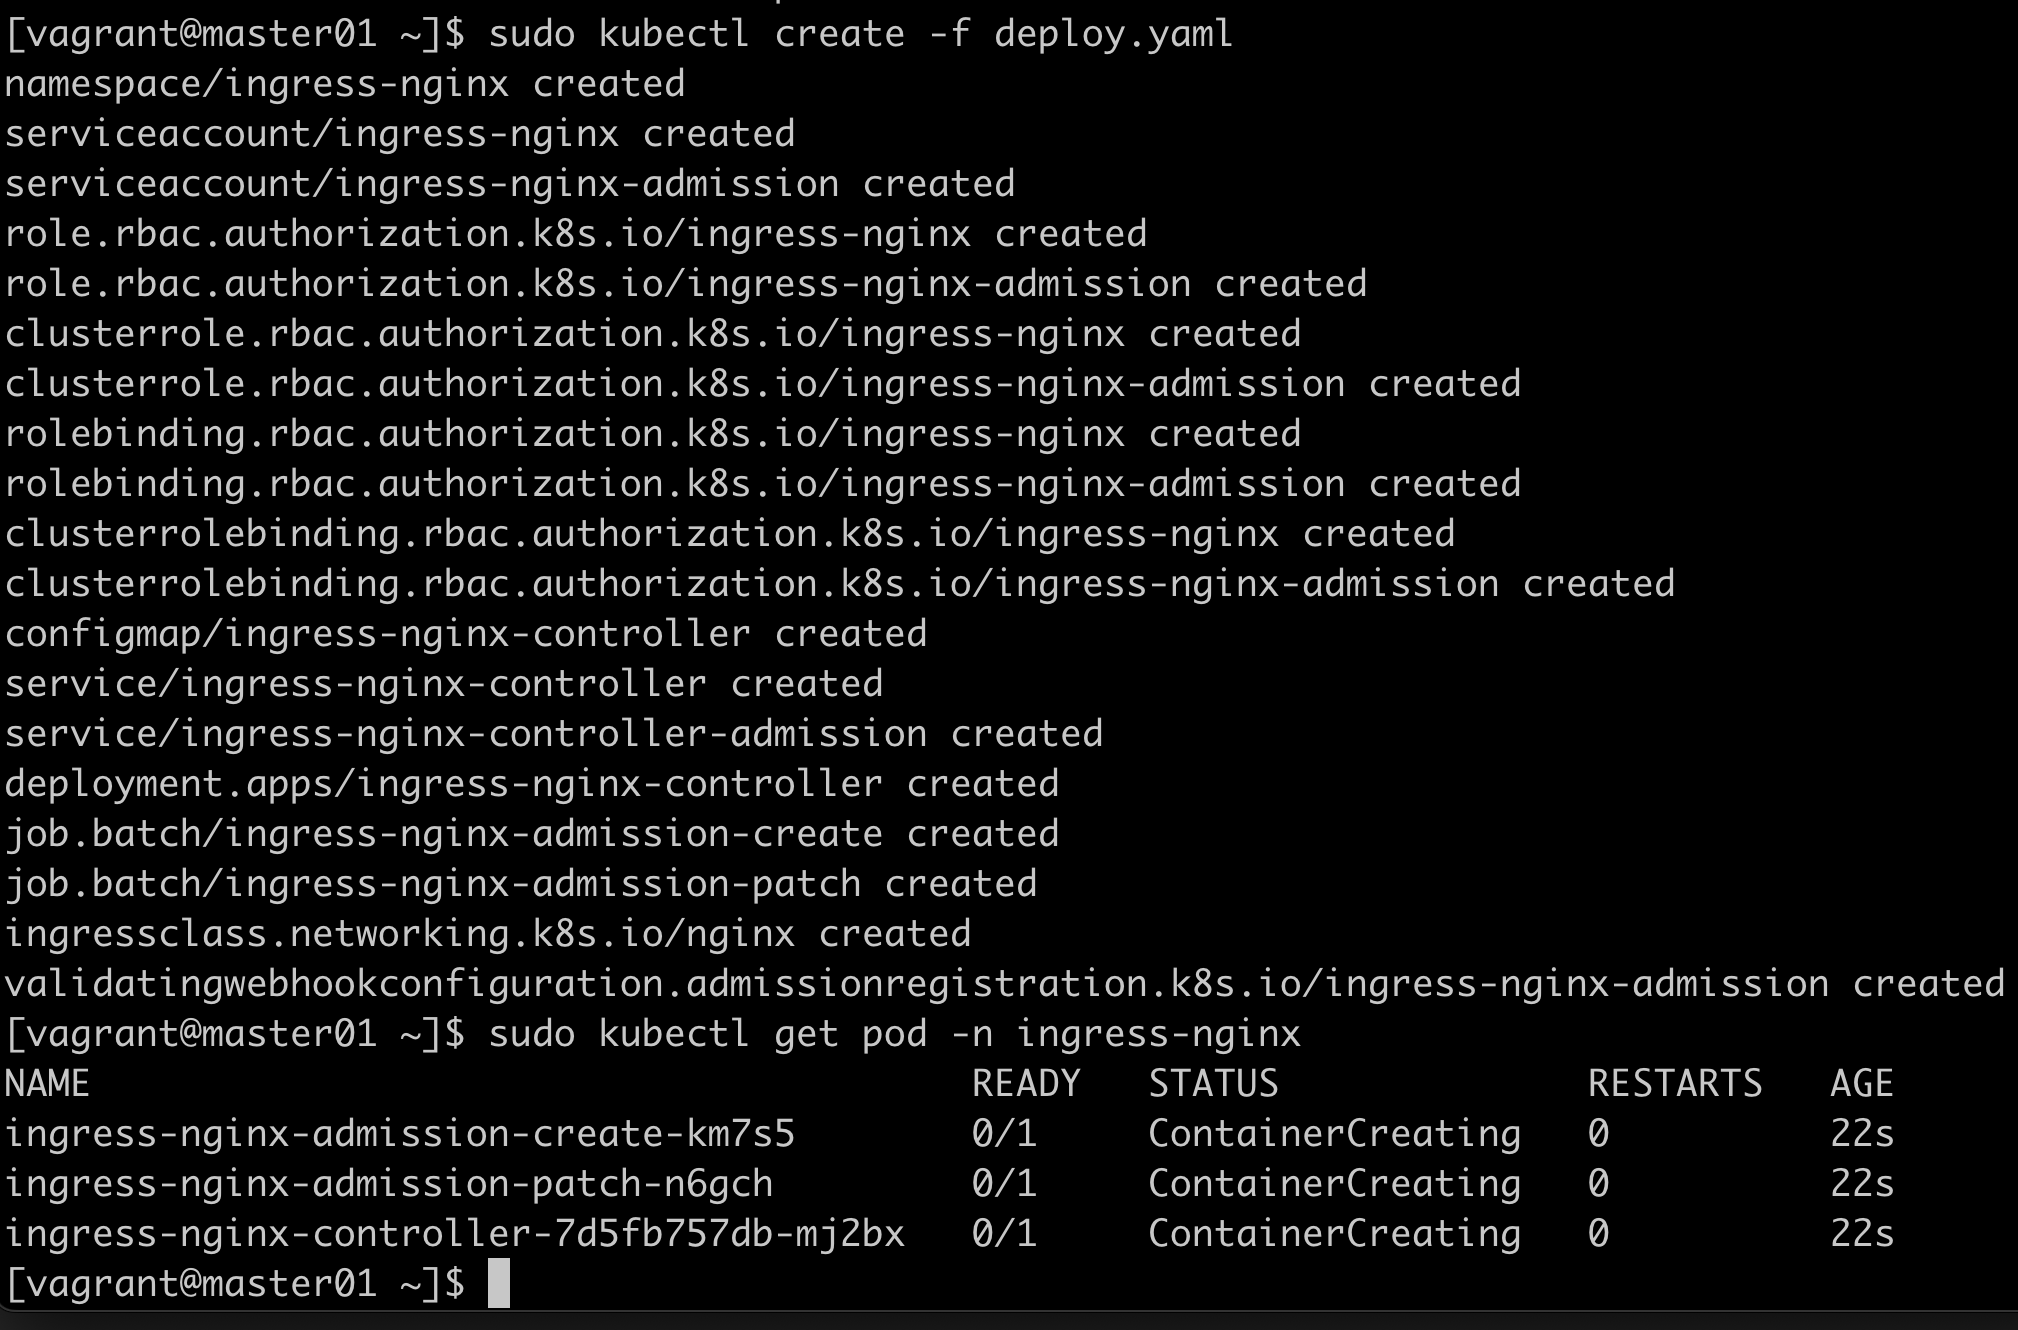 [vagrant@master01 ~]$ sudo kubectl create -f deploy.yaml
namespace/ingress-nginx created
serviceaccount/ingress-nginx created
serviceaccount/ingress-nginx-admission created
role.rbac.authorization.k8s.io/ingress-nginx created
role.rbac.authorization.k8s.io/ingress-nginx-admission created
clusterrole.rbac.authorization.k8s.io/ingress-nginx created
clusterrole.rbac.authorization.k8s.io/ingress-nginx-admission created
rolebinding.rbac.authorization.k8s.io/ingress-nginx created
rolebinding.rbac.authorization.k8s.io/ingress-nginx-admission created
clusterrolebinding.rbac.authorization.k8s.io/ingress-nginx created
clusterrolebinding.rbac.authorization.k8s.io/ingress-nginx-admission created
configmap/ingress-nginx-controller created
service/ingress-nginx-controller created
service/ingress-nginx-controller-admission created
deployment.apps/ingress-nginx-controller created
job.batch/ingress-nginx-admission-create created
job.batch/ingress-nginx-admission-patch created
ingressclass.networking.k8s.io/nginx created
validatingwebhookconfiguration.admissionregistration.k8s.io/ingress-nginx-admission created
[vagrant@master01 ~]$ sudo kubectl get pod -n ingress-nginx
NAME                                        READY   STATUS              RESTARTS   AGE
ingress-nginx-admission-create-km7s5        0/1     ContainerCreating   0          22s
ingress-nginx-admission-patch-n6gch         0/1     ContainerCreating   0          22s
ingress-nginx-controller-7d5fb757db-mj2bx   0/1     ContainerCreating   0          22s
[vagrant@master01 ~]$